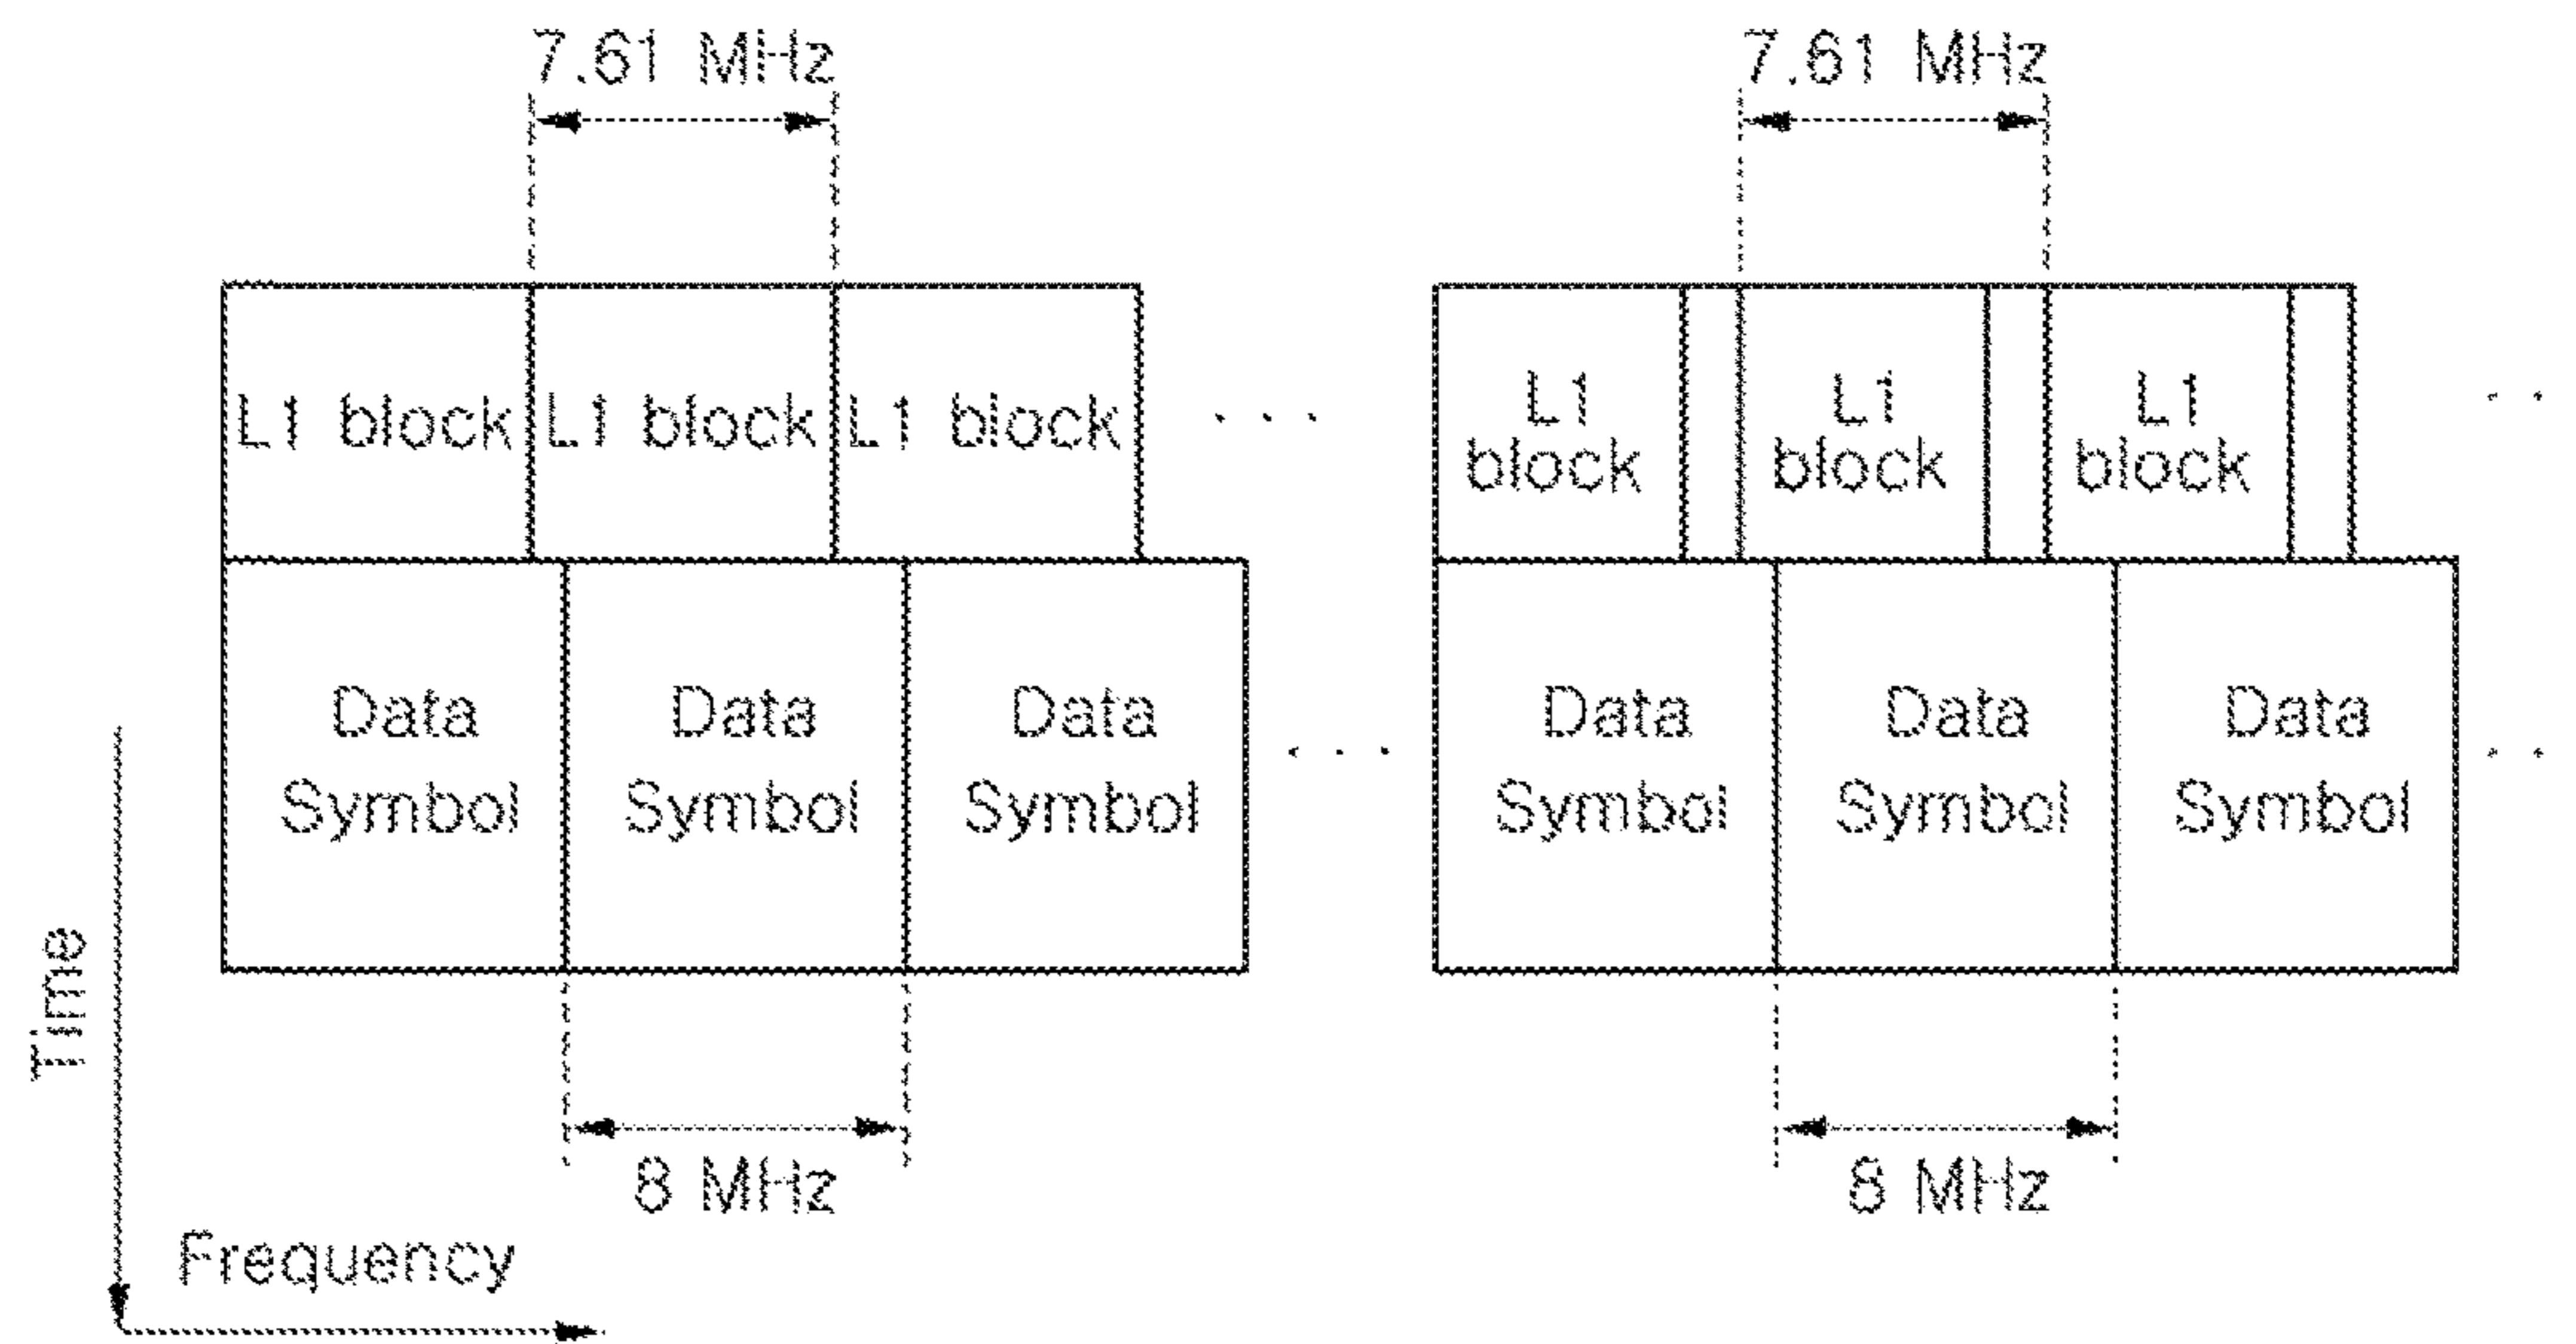 7.61 MHz 7.61 MHz
L1 block L1 block L1 block . . . L1 L1 L1 . .
block block block
Data Data Data Data Data Data
. . . . .
Symbol Symbol Symbol Symbol Symbol Symbol
Time
8 MHz 8 MHz
Frequency